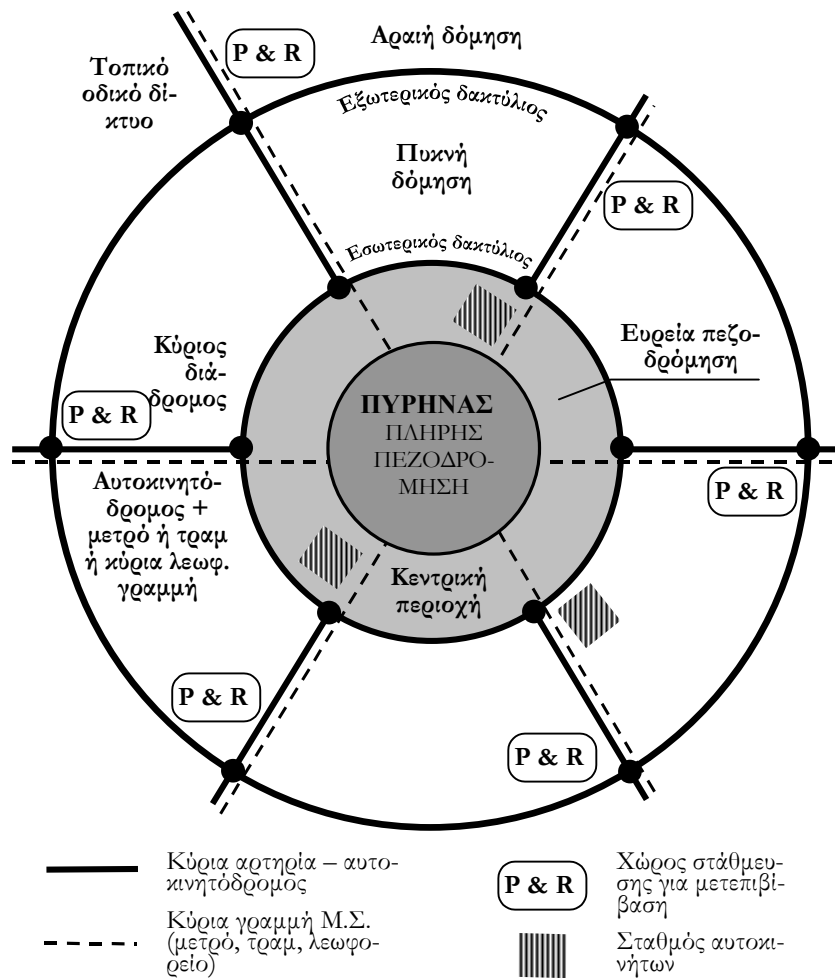 P & R
Αραιή δόμηση
Τοπικό
οδικό δί-
κτυο
Εξωτερικός δακτύλιος
Πυκνή
δόμηση
P & R
Εσωτερικός δακτύλιος
Ευρεία πεζο-
δρόμηση
Κύριος
διά-
δρομος
P & R
ΠΥΡΗΝΑΣ
ΠΛΗΡΗΣ
ΠΕΖΟΔΡΟ-
ΜΗΣΗ
P & R
Αυτοκινητό-
δρομος +
μετρό ή τραμ
ή κύρια λεωφ.
γραμμή
Κεντρική
περιοχή
P & R
P & R
Κύρια αρτηρία – αυτο-
κινητόδρομος
Κύρια γραμμή Μ.Σ.
(μετρό, τραμ, λεωφο-
ρείο)
P & R
Χώρος στάθμευ-
σης για μετεπιβί-
βαση
Σταθμός αυτοκι-
νήτων